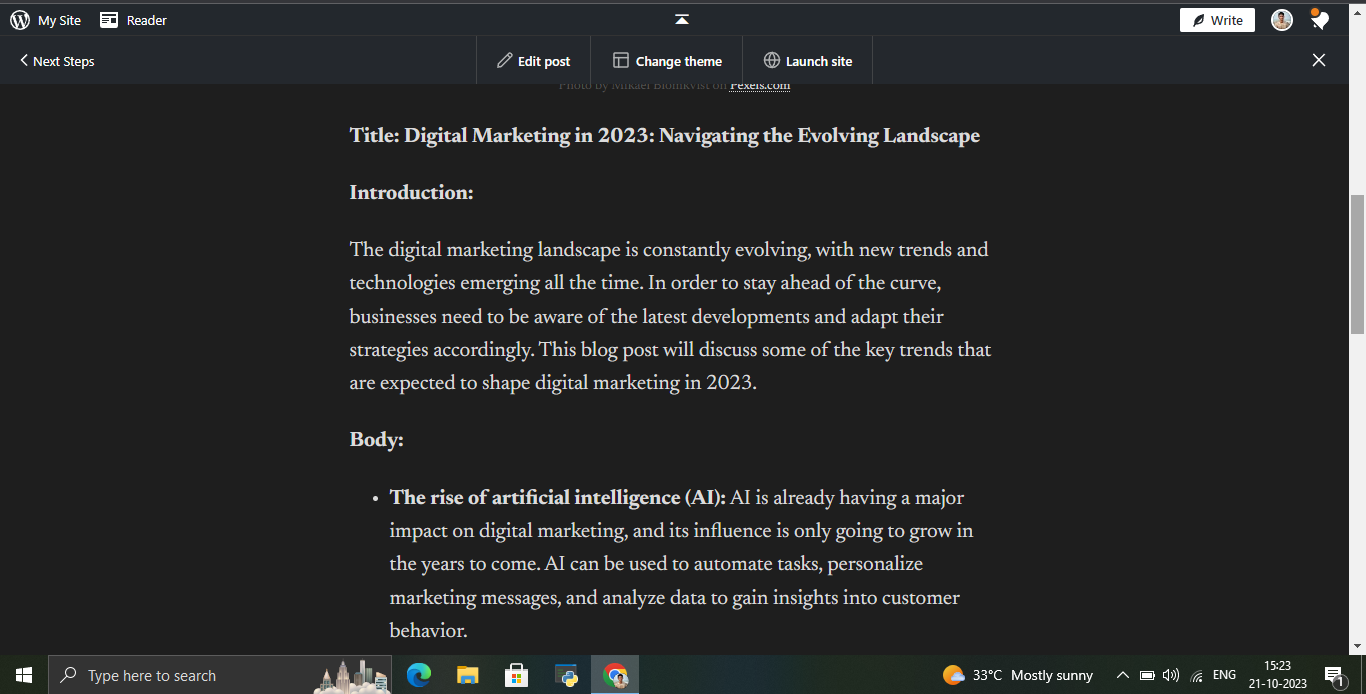 My Site
Reader
Write
Next Steps
Edit post
Change theme
Launch site
Photo by Mikael Blomkvist on Pexels.com
Title: Digital Marketing in 2023: Navigating the Evolving Landscape
Introduction:
The digital marketing landscape is constantly evolving, with new trends and
technologies emerging all the time. In order to stay ahead of the curve,
businesses need to be aware of the latest developments and adapt their
strategies accordingly. This blog post will discuss some of the key trends that
are expected to shape digital marketing in 2023.
Body:
• The rise of artificial intelligence (AI): AI is already having a major
impact on digital marketing, and its influence is only going to grow in
the years to come. AI can be used to automate tasks, personalize
marketing messages, and analyze data to gain insights into customer
behavior.
Type here to search
33°C Mostly sunny
ENG
15:23
21-10-2023
1